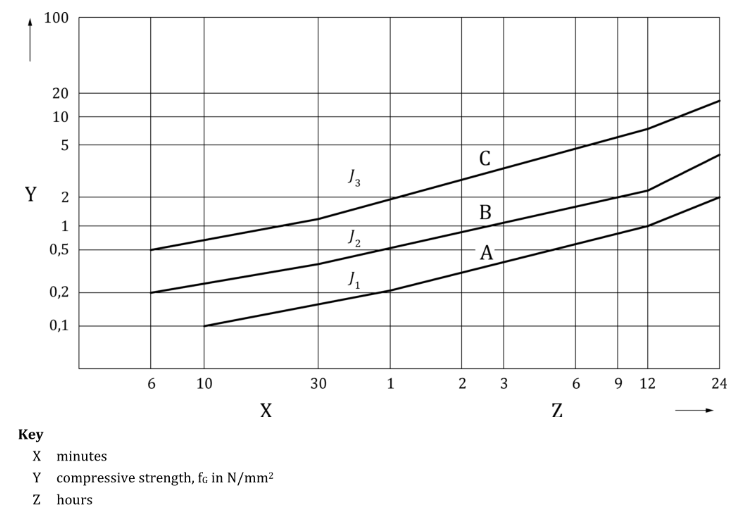 100
20
10
5
2
1
0,5
0,2
0,1
Y
C
J3
B
J2
A
J1
6 10 30 1 2 3 6 9 12 24
X Z
Key
X minutes
Y compressive strength, fG in N/mm²
Z hours